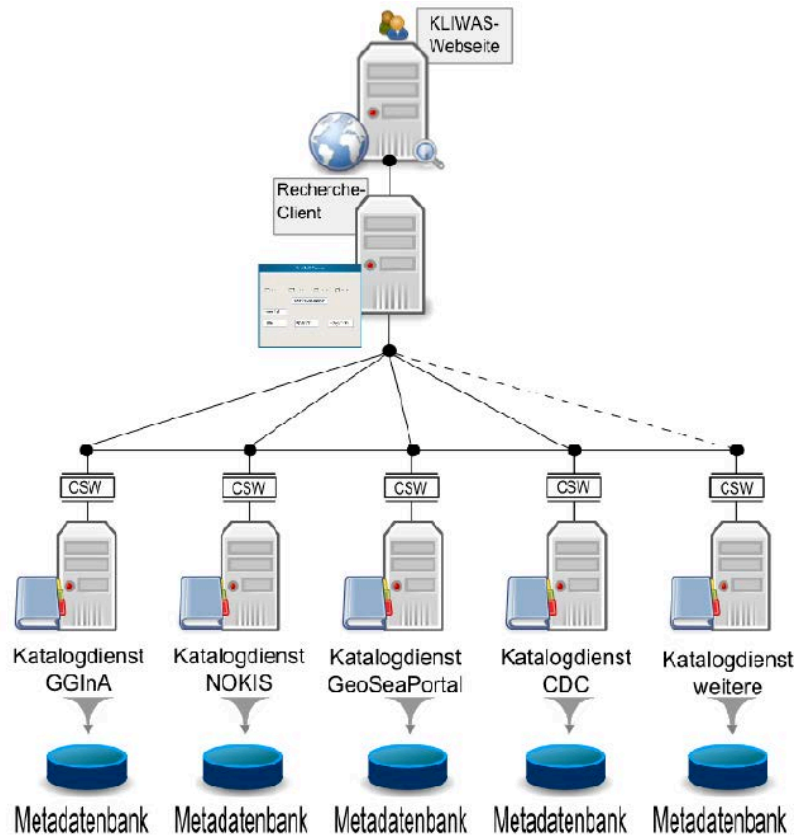 KLIWAS-
Webseite
Recherche-
Client
CSW
CSW
CSW
CSW
CSW
Katalogdienst
GGInA
Katalogdienst
NOKIS
Katalogdienst
GeoSeaPortal
Katalogdienst
CDC
Katalogdienst
weitere
Metadatenbank
Metadatenbank
Metadatenbank
Metadatenbank
Metadatenbank